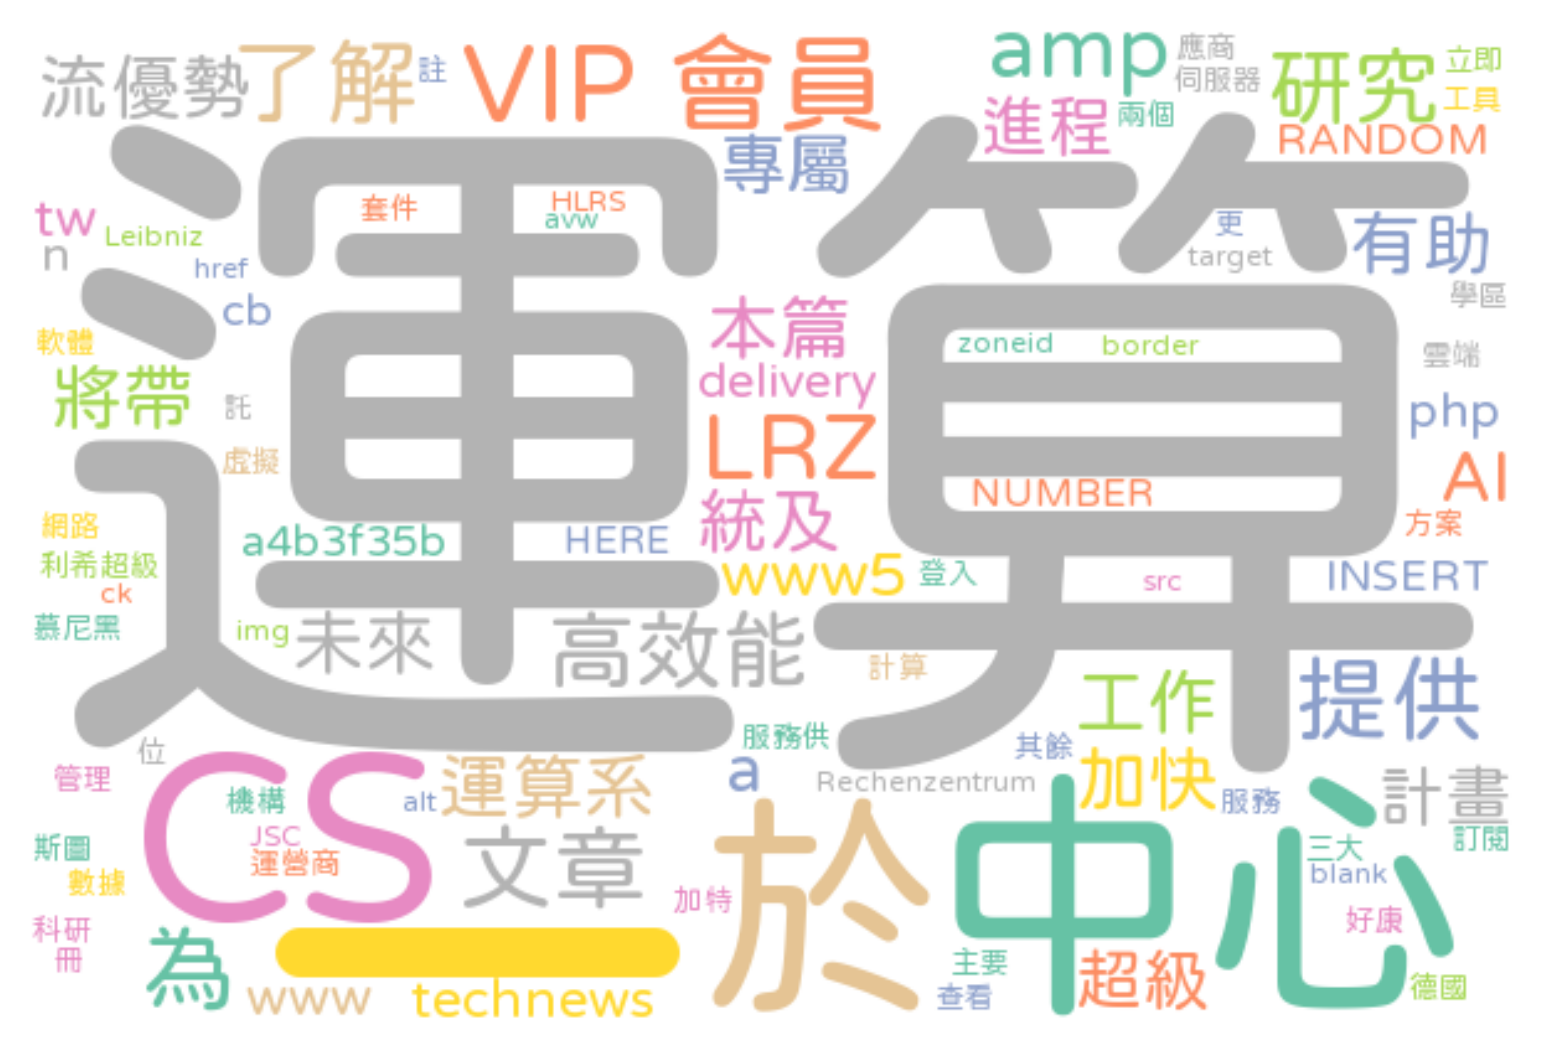 流優勢
了解
註
VIP
會員
amp
應商
伺服器
研究
立即
工具
進程
兩個
RANDOM
專屬
運算
套件
HLRS
avw
tw
n
Leibniz
href
cb
更
target
有助
學區
軟體
將帶
託
本篇
delivery
zoneid
border
雲端
php
虛擬
LRZ
AI
NUMBER
方案
網路
a4b3f35b
HERE
統及
利希超級
ck
www5
登入
src
INSERT
慕尼黑
img
未來
高效能
計算
工作
提供
位
服務供
其餘
管理
CS
機構
alt
運算系
a
Rechenzentrum
加快
服務
計畫
JSC
運營商
斯圖
數據
文章
加特
於
中心
三大
訂閱
blank
好康
科研
冊
為
一
www
technews
主要
查看
超級
德國